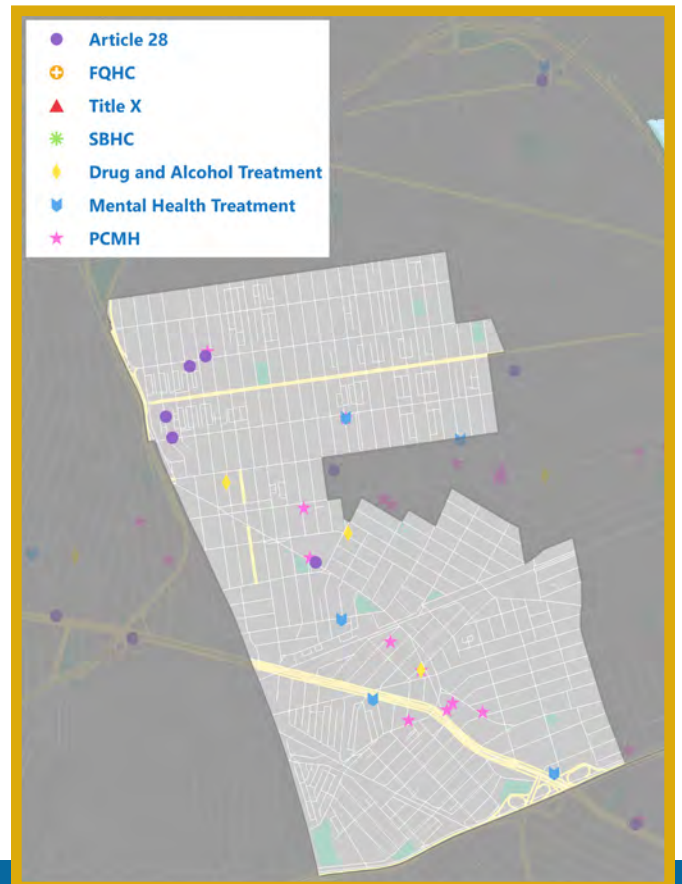 Article 28
FQHC
Title X
SBHC
Drug and Alcohol Treatment
Mental Health Treatment
PCMH